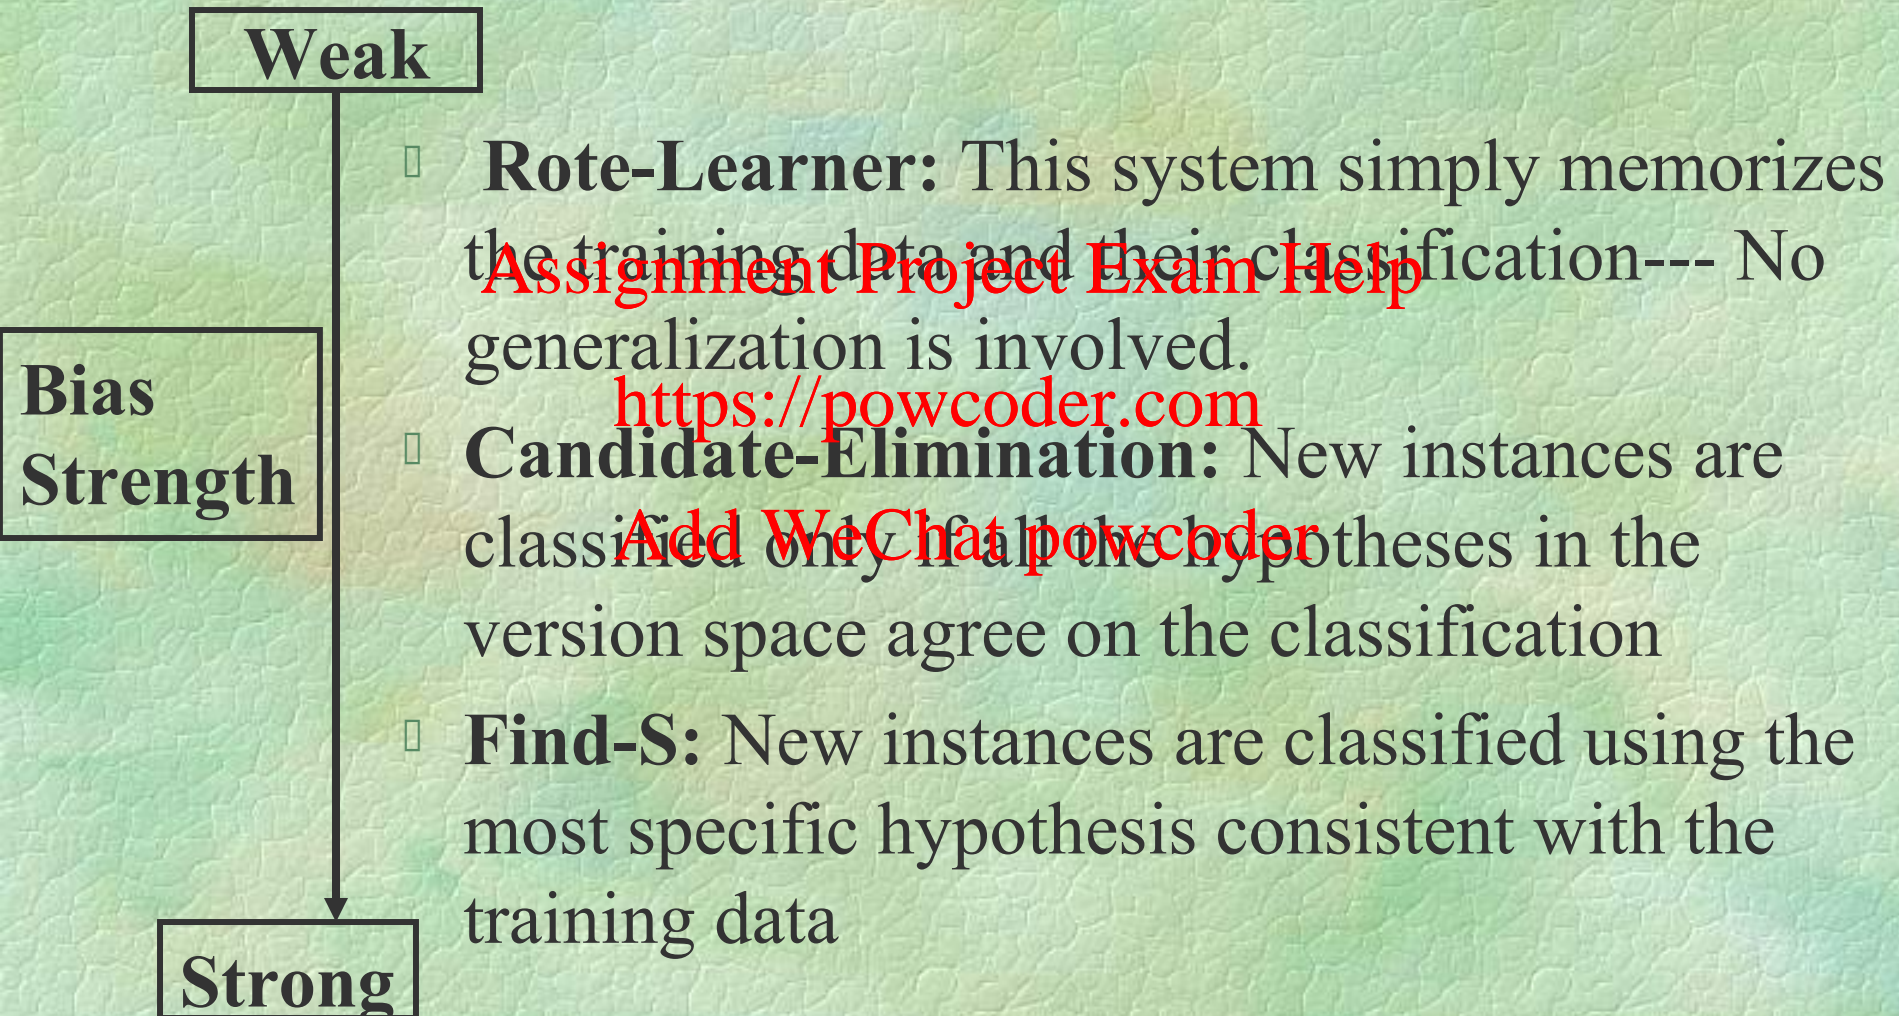 Weak
Rote-Learner: This system simply memorizes
the training data and their classification--- No
Assignment Project Exam Help
generalization is involved.
https://powcoder.com
Bias
Strength
Candidate-Elimination: New instances are
classified only if all the hypotheses in the
Add WeChat powcoder
version space agree on the classification
Find-S: New instances are classified using the
most specific hypothesis consistent with the
training data
Strong